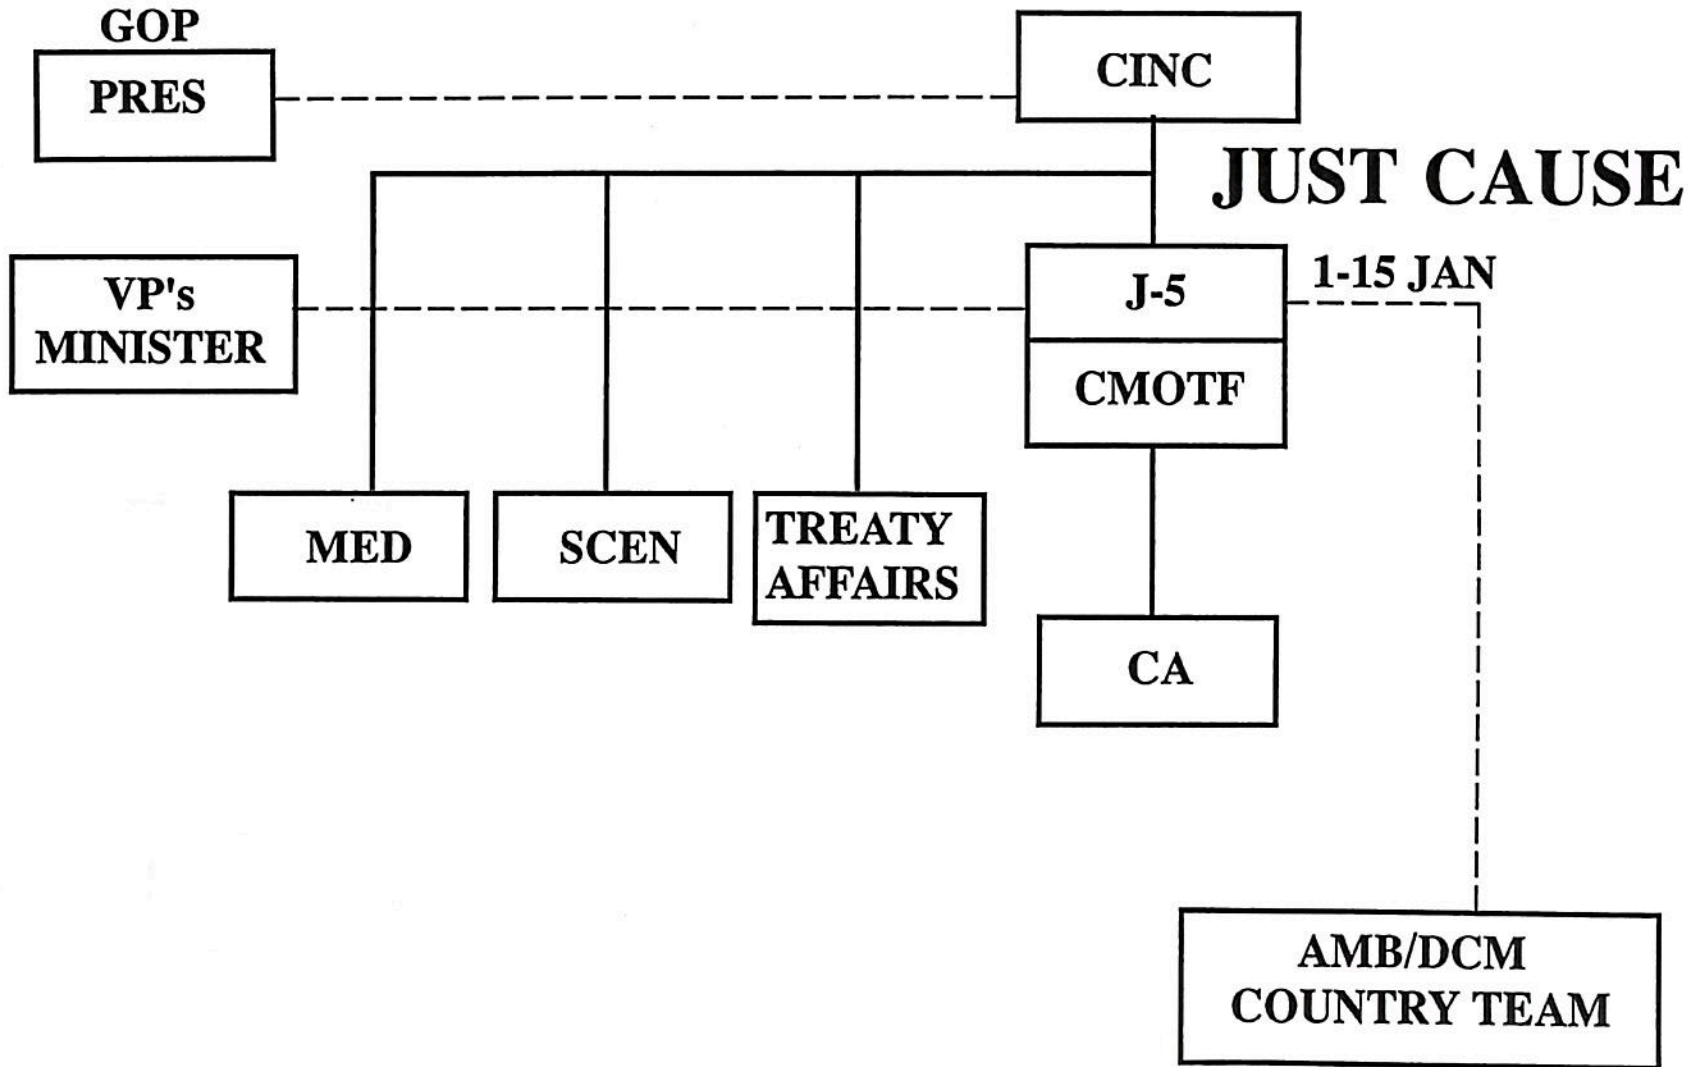 GOP
PRES
CINC
JUST CAUSE
VP's
MINISTER
J-5
1-15 JAN
CMOTF
MED
SCEN
TREATY
AFFAIRS
CA
AMB/DCM
COUNTRY TEAM